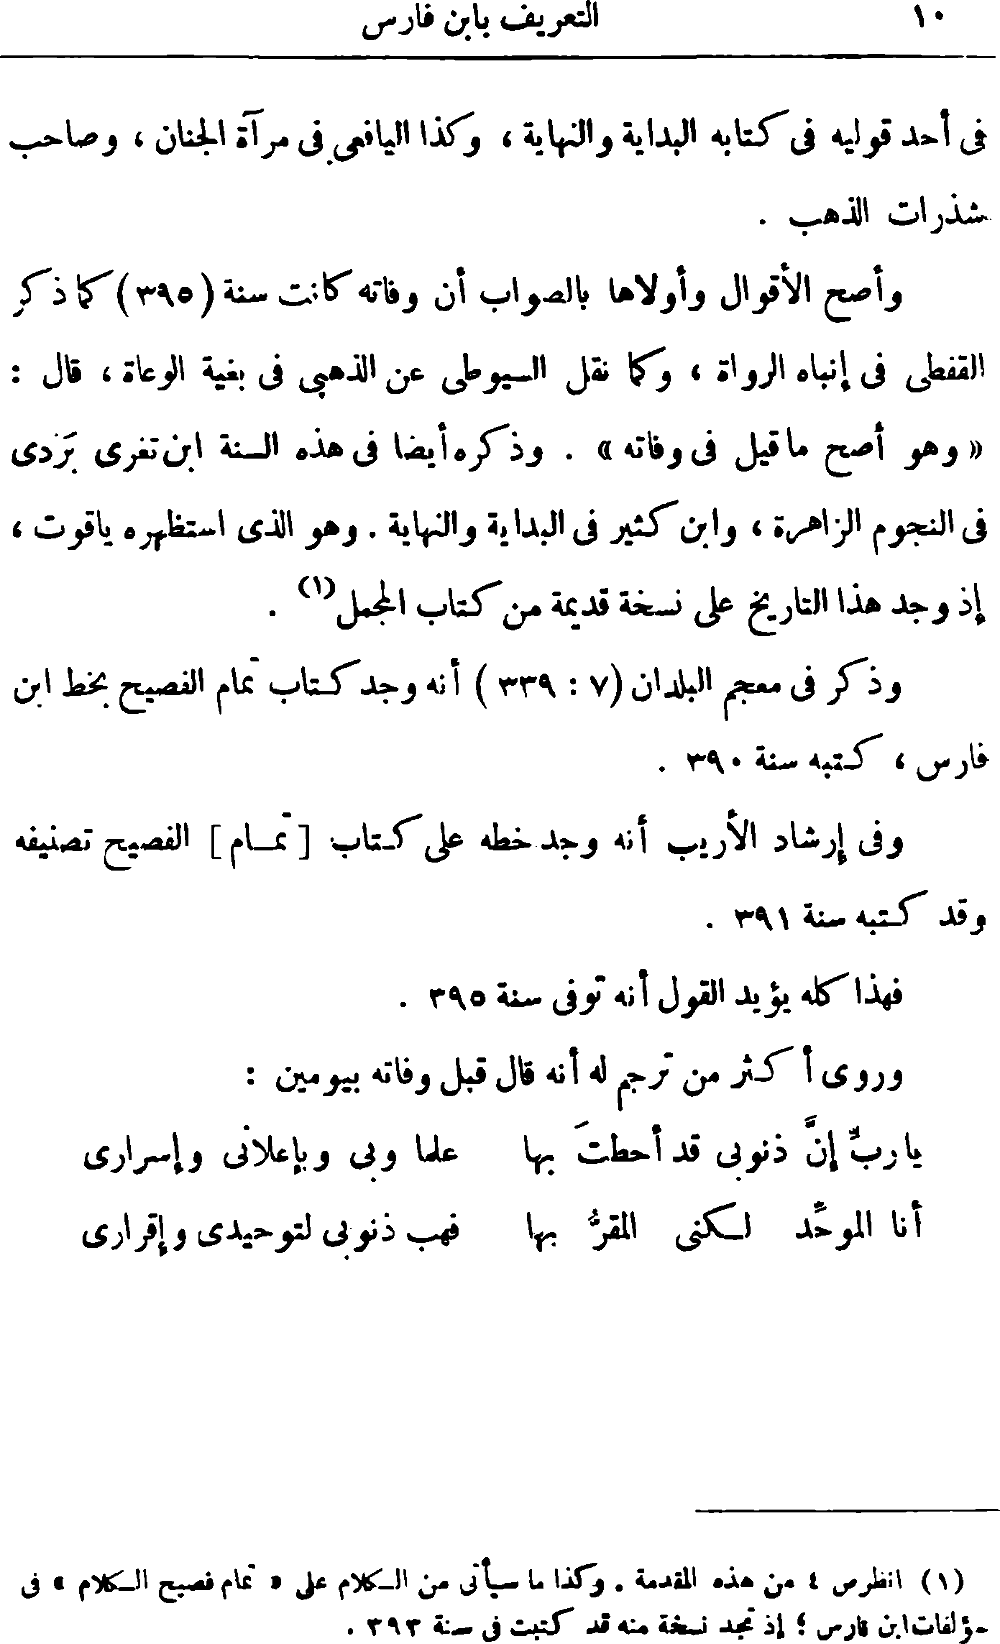 ١٠
التعريف بابن فارس
فى أحد قوليه فى كتابه البداية والنهاية ، وكذا اليافعى فى مرآة الجنان ، وصاحب
شذرات الذهب .
وأصح الأقوال وأولاها بالصواب أن وفاته كانت سنة (٣٩٥) كما ذكر
القفطى فى إنباه الرواة ، وكما نقل السيوطى عن الذهبى فى بغية الوعاة ، قال :
« وهو أصح ما قيل فى وفاته » . وذكره أيضا فى هذه السنة ابن تغرى بَردى
فى النجوم الزاهرة ، وابن كثير فى البداية والنهاية . وهو الذى استظهره ياقوت ،
إذ وجد هذا التاريخ على نسخة قديمة من كتاب المجمل(١) .
وذكر فى معجم البلدان (٧ : ٣٣٩) أنه وجد كتاب تمام الفصيح بخط ابن
فارس ، كتبه سنة ٣٩٠ .
وفى إرشاد الأريب أنه وجد خطه على كتاب [تمـام] الفصيح تصنيفه
وقد كتبه سنة ٣٩١ .
فهذا كله يؤيد القول أنه توفى سنة ٣٩٥ .
وروى أكثر من ترجم له أنه قال قبل وفاته بيومين :
يا ربِّ إنَّ ذنوبى قد أحطتَ بها علما وبى وبإعلانى وإسرارى
أنا الموحِّد لكنى المقرُّ بها فهب ذنوبى لتوحيدى وإقرارى
(١) انظر ص ٤ من هذه المقدمة . وكذا ما سيأتى من الكلام على « تمام فصيح الكلام » فى
مؤلفات ابن فارس ؛ إذ تجد نسخة منه قد كتبت فى سنة ٣٩٣ .